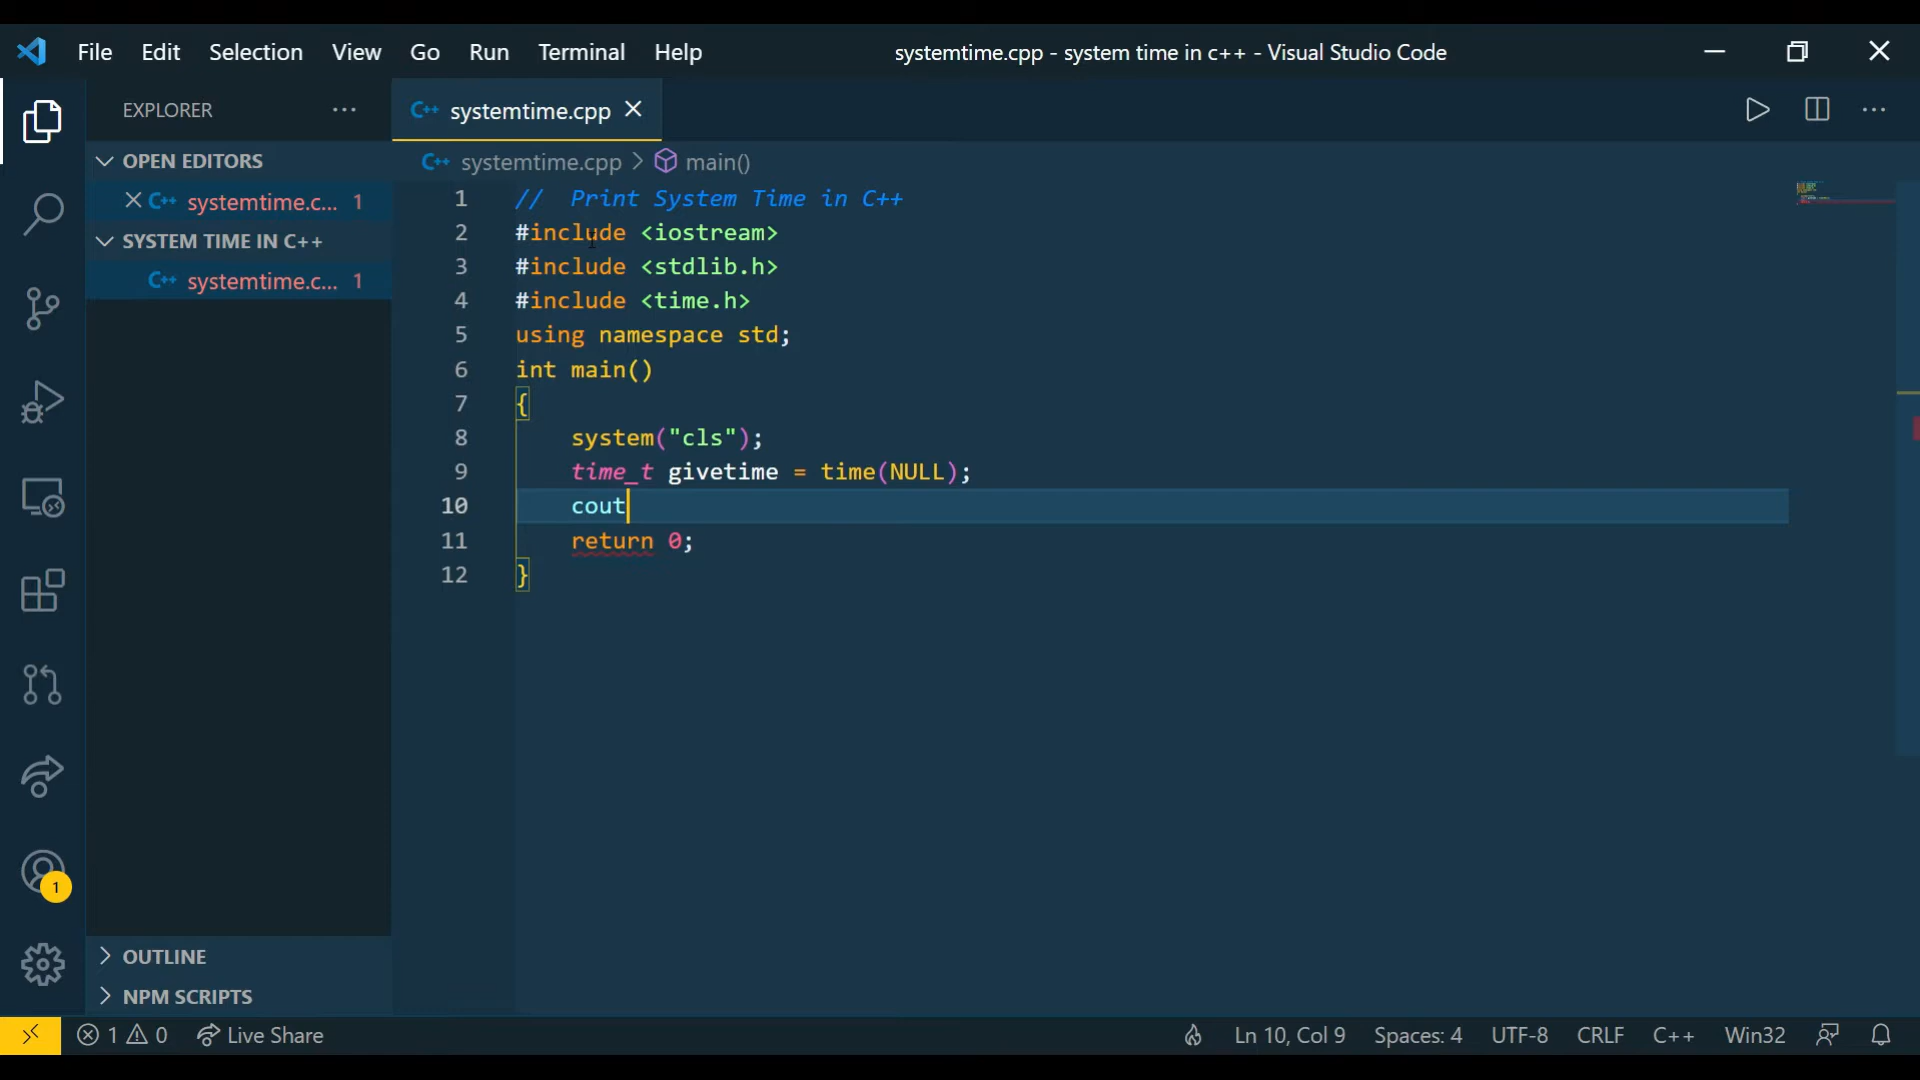 File Edit Selection View Go Run Terminal Help systemtime.cpp - system time in c++ - Visual Studio Code
EXPLORER ...
C++ systemtime.cpp
OPEN EDITORS
C++ systemtime.c... 1
SYSTEM TIME IN C++
C++ systemtime.c... 1
OUTLINE
NPM SCRIPTS
1
C++ systemtime.cpp > main()
1 // Print System Time in C++
2 #include <iostream>
3 #include <stdlib.h>
4 #include <time.h>
5 using namespace std;
6 int main()
7 {
8 system("cls");
9 time_t givetime = time(NULL);
10 cout
11 return 0;
12 }
1 0 Live Share Ln 10, Col 9 Spaces: 4 UTF-8 CRLF C++ Win32